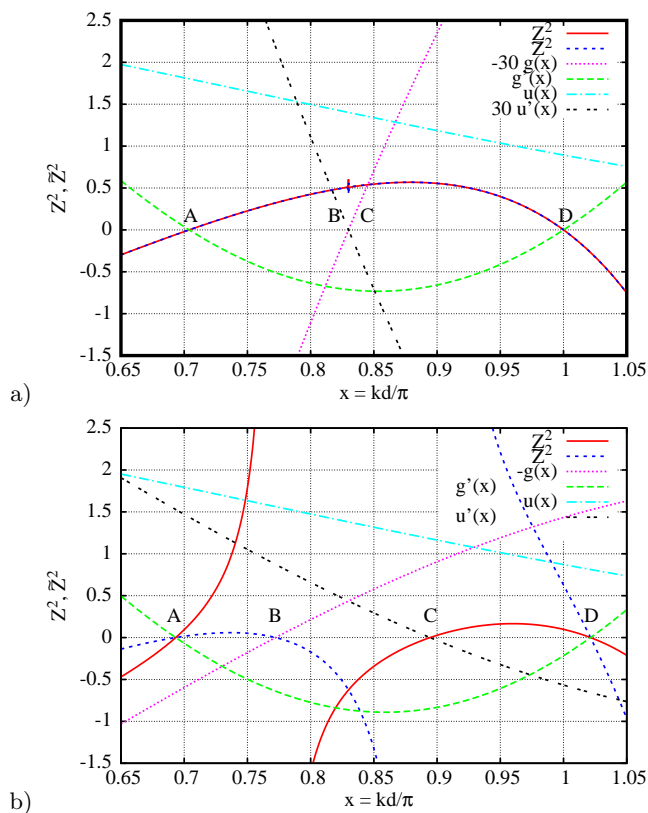 2.5
2
1.5
1
0.5
0
-0.5
-1
-1.5
Z², Z̃²
Z²
Z̃²
-30 g(x)
g'(x)
u(x)
30 u'(x)
A
B
C
D
0.65 0.7 0.75 0.8 0.85 0.9 0.95 1 1.05
x = kd/π
a)
2.5
2
1.5
1
0.5
0
-0.5
-1
-1.5
Z², Z̃²
Z²
Z̃²
-g(x)
g'(x)
u(x)
u'(x)
A
B
C
D
0.65 0.7 0.75 0.8 0.85 0.9 0.95 1 1.05
x = kd/π
b)